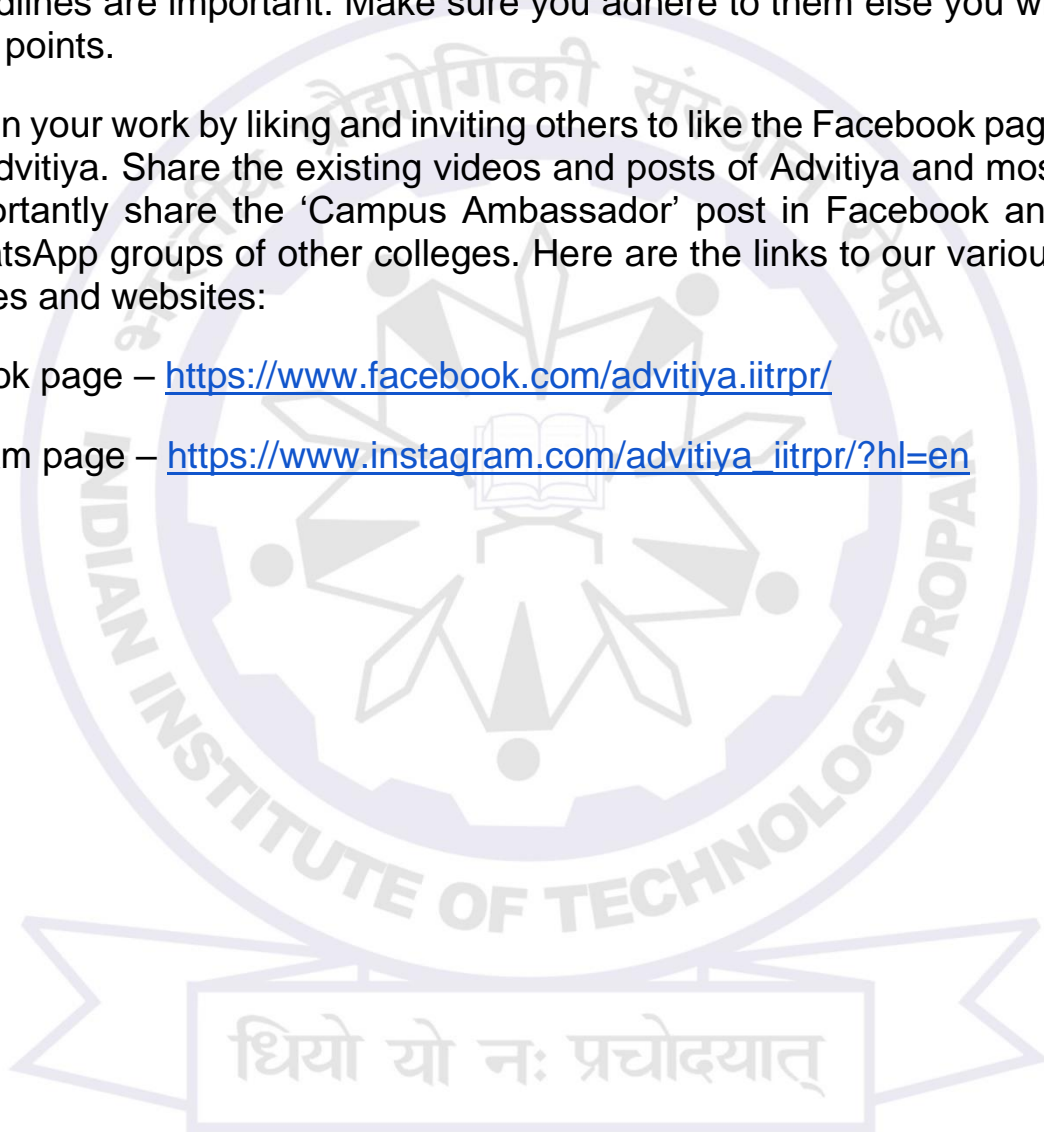 dlines are important. Make sure you adhere to them else you w
points.
n your work by liking and inviting others to like the Facebook pag
dvitiya. Share the existing videos and posts of Advitiya and mos
ortantly share the ‘Campus Ambassador’ post in Facebook an
atsApp groups of other colleges. Here are the links to our variou
es and websites:
ok page – https://www.facebook.com/advitiya.iitrpr/
m page – https://www.instagram.com/advitiya_iitrpr/?hl=en
भारतीय प्रौद्योगिकी संस्थान रोपड़
INDIAN INSTITUTE OF TECHNOLOGY ROPAR
धियो यो नः प्रचोदयात्